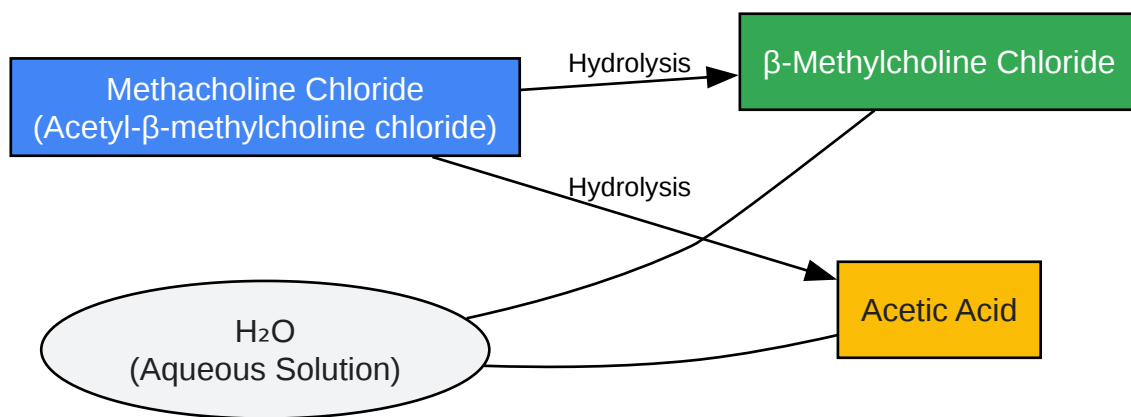 Methacholine Chloride
(Acetyl-β-methylcholine chloride)
Hydrolysis
β-Methylcholine Chloride
Hydrolysis
Acetic Acid
H₂O
(Aqueous Solution)